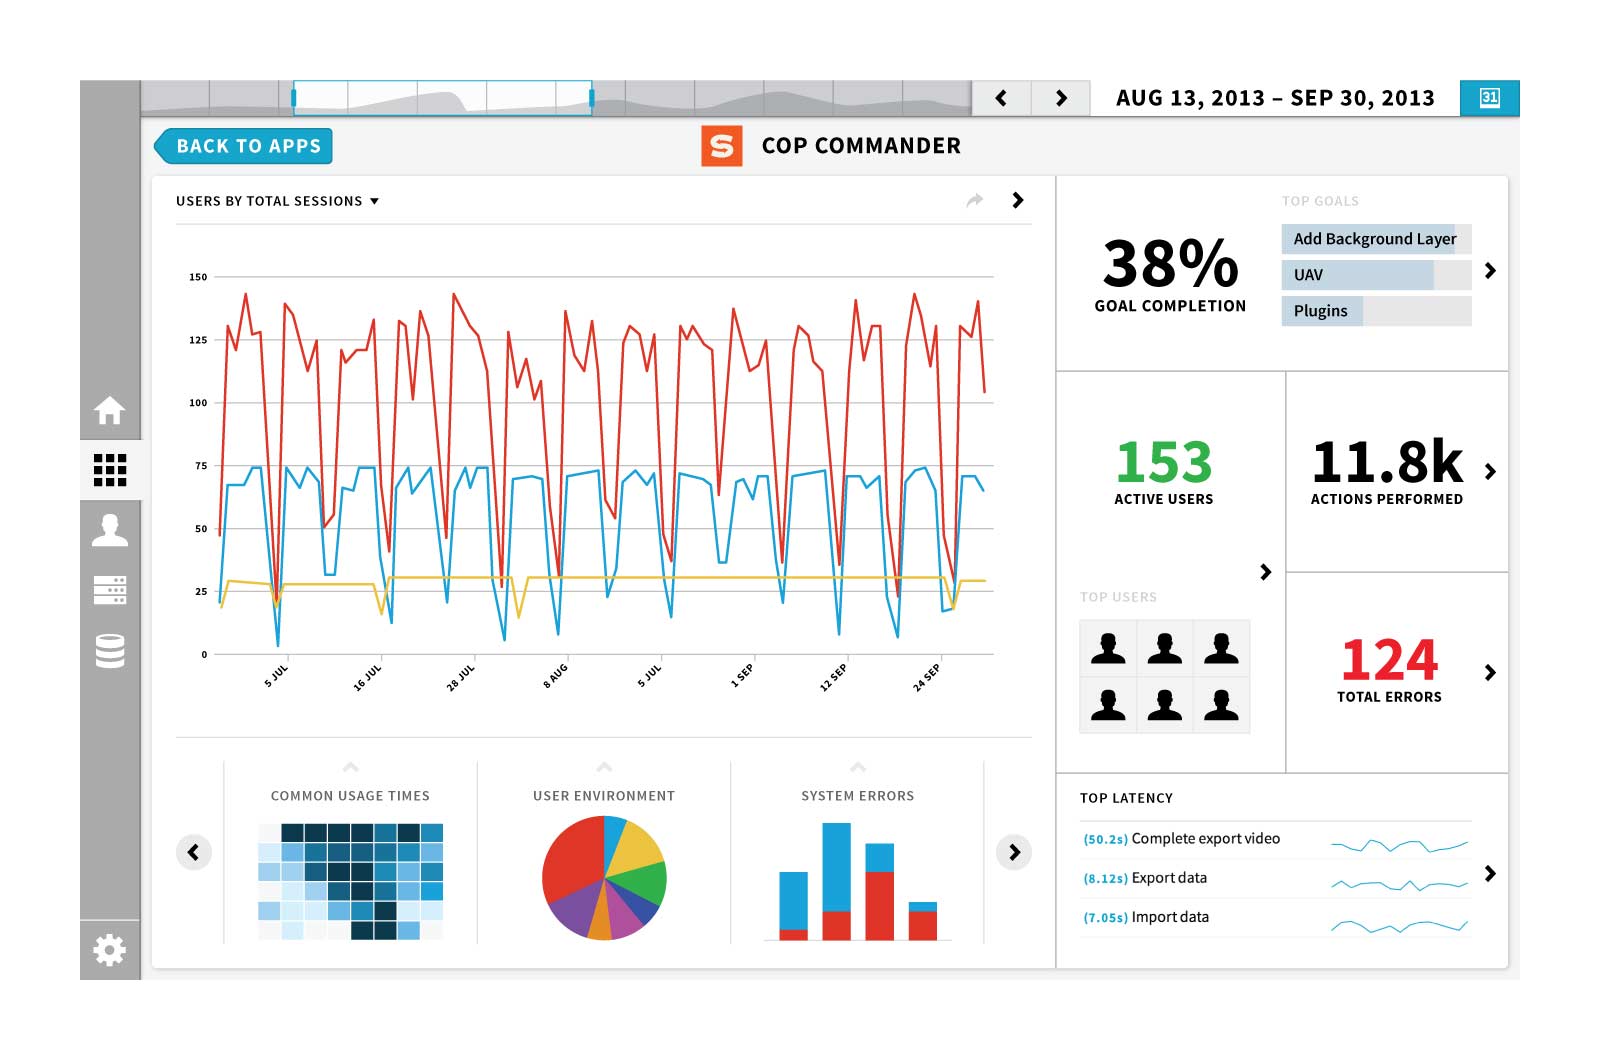 AUG 13, 2013 – SEP 30, 2013
31
BACK TO APPS
S
COP COMMANDER
USERS BY TOTAL SESSIONS
150
125
100
75
50
25
0
5 JUL
16 JUL
28 JUL
8 AUG
5 JUL
1 SEP
12 SEP
24 SEP
COMMON USAGE TIMES
USER ENVIRONMENT
SYSTEM ERRORS
38%
GOAL COMPLETION
TOP GOALS
Add Background Layer
UAV
Plugins
153
ACTIVE USERS
11.8k
ACTIONS PERFORMED
TOP USERS
124
TOTAL ERRORS
TOP LATENCY
(50.2s) Complete export video
(8.12s) Export data
(7.05s) Import data